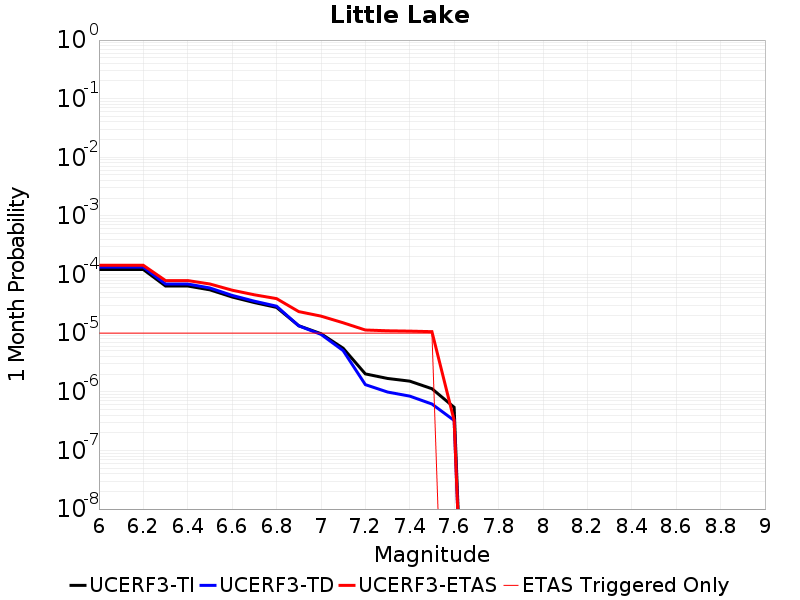 Little Lake
10^0
10^-1
10^-2
10^-3
10^-4
10^-5
10^-6
10^-7
10^-8
1 Month Probability
6 6.2 6.4 6.6 6.8 7 7.2 7.4 7.6 7.8 8 8.2 8.4 8.6 8.8 9
Magnitude
UCERF3-TI UCERF3-TD UCERF3-ETAS ETAS Triggered Only